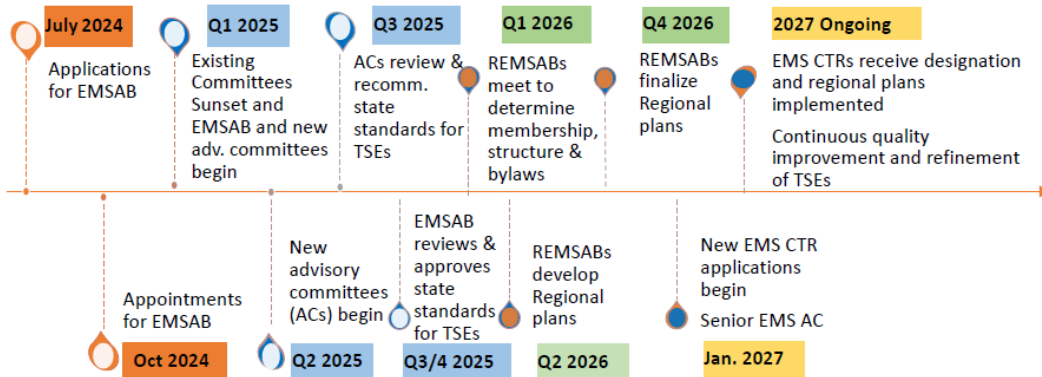 July 2024
Applications
for EMSAB
Q1 2025
Existing
Committees
Sunset and
EMSAB and new
adv. committees
begin
Q3 2025
ACs review &
recomm.
state
standards for
TSEs
Q1 2026
REMSABs
meet to
determine
membership,
structure &
bylaws
Q4 2026
REMSABs
finalize
Regional
plans
2027 Ongoing
EMS CTRs receive designation
and regional plans
implemented
Continuous quality
improvement and refinement
of TSEs
Appointments
for EMSAB
Oct 2024
New
advisory
committees
(ACs) begin
Q2 2025
EMSAB
reviews &
approves
state
standards
for TSEs
Q3/4 2025
REMSABs
develop
Regional
plans
Q2 2026
New EMS CTR
applications
begin
Senior EMS AC
Jan. 2027